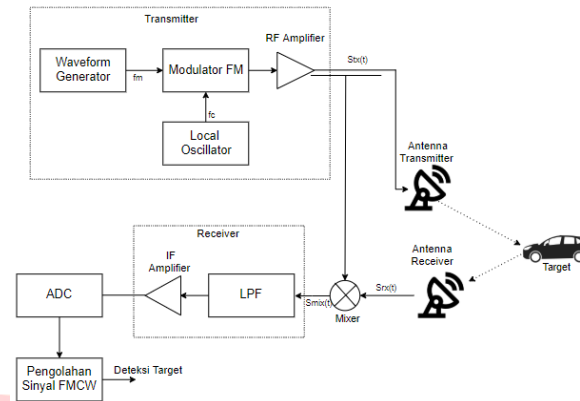 Transmitter
RF Amplifier
Stx(t)
Waveform
Generator
fm
Modulator FM
fc
Local
Oscillator
Antenna
Transmitter
Receiver
IF
Amplifier
Antenna
Receiver
Target
ADC
LPF
Smix(t)
Srx(t)
Mixer
Pengolahan
Sinyal FMCW
Deteksi Target